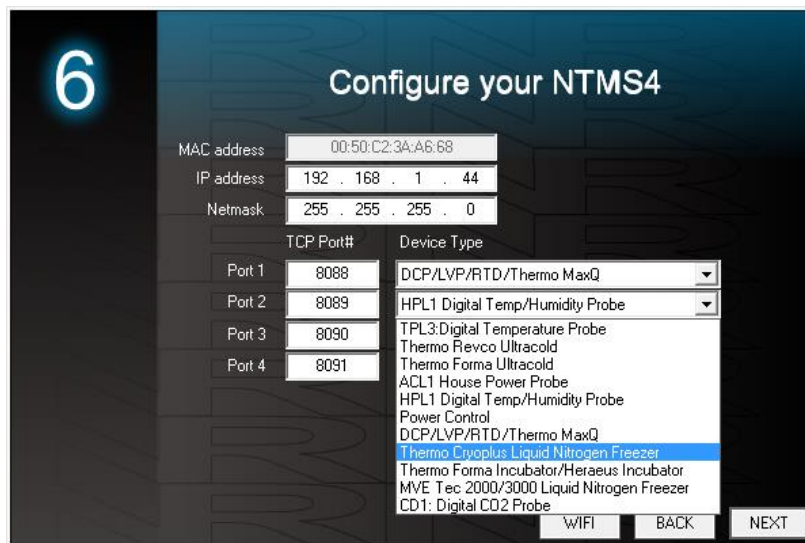 6
Configure your NTMS4
MAC address 00:50:C2:3A:A6:68
IP address 192 . 168 . 1 . 44
Netmask 255 . 255 . 255 . 0
TCP Port# Device Type
Port 1 8088 DCP/LVP/RTD/Thermo MaxQ
Port 2 8089 HPL1 Digital Temp/Humidity Probe
Port 3 8090
Port 4 8091
TPL3:Digital Temperature Probe
Thermo Revco Ultracold
Thermo Forma Ultracold
ACL1 House Power Probe
HPL1 Digital Temp/Humidity Probe
Power Control
DCP/LVP/RTD/Thermo MaxQ
Thermo Cryoplus Liquid Nitrogen Freezer
Thermo Forma Incubator/Heraeus Incubator
MVE Tec 2000/3000 Liquid Nitrogen Freezer
CD1: Digital CO2 Probe
WIFI BACK NEXT